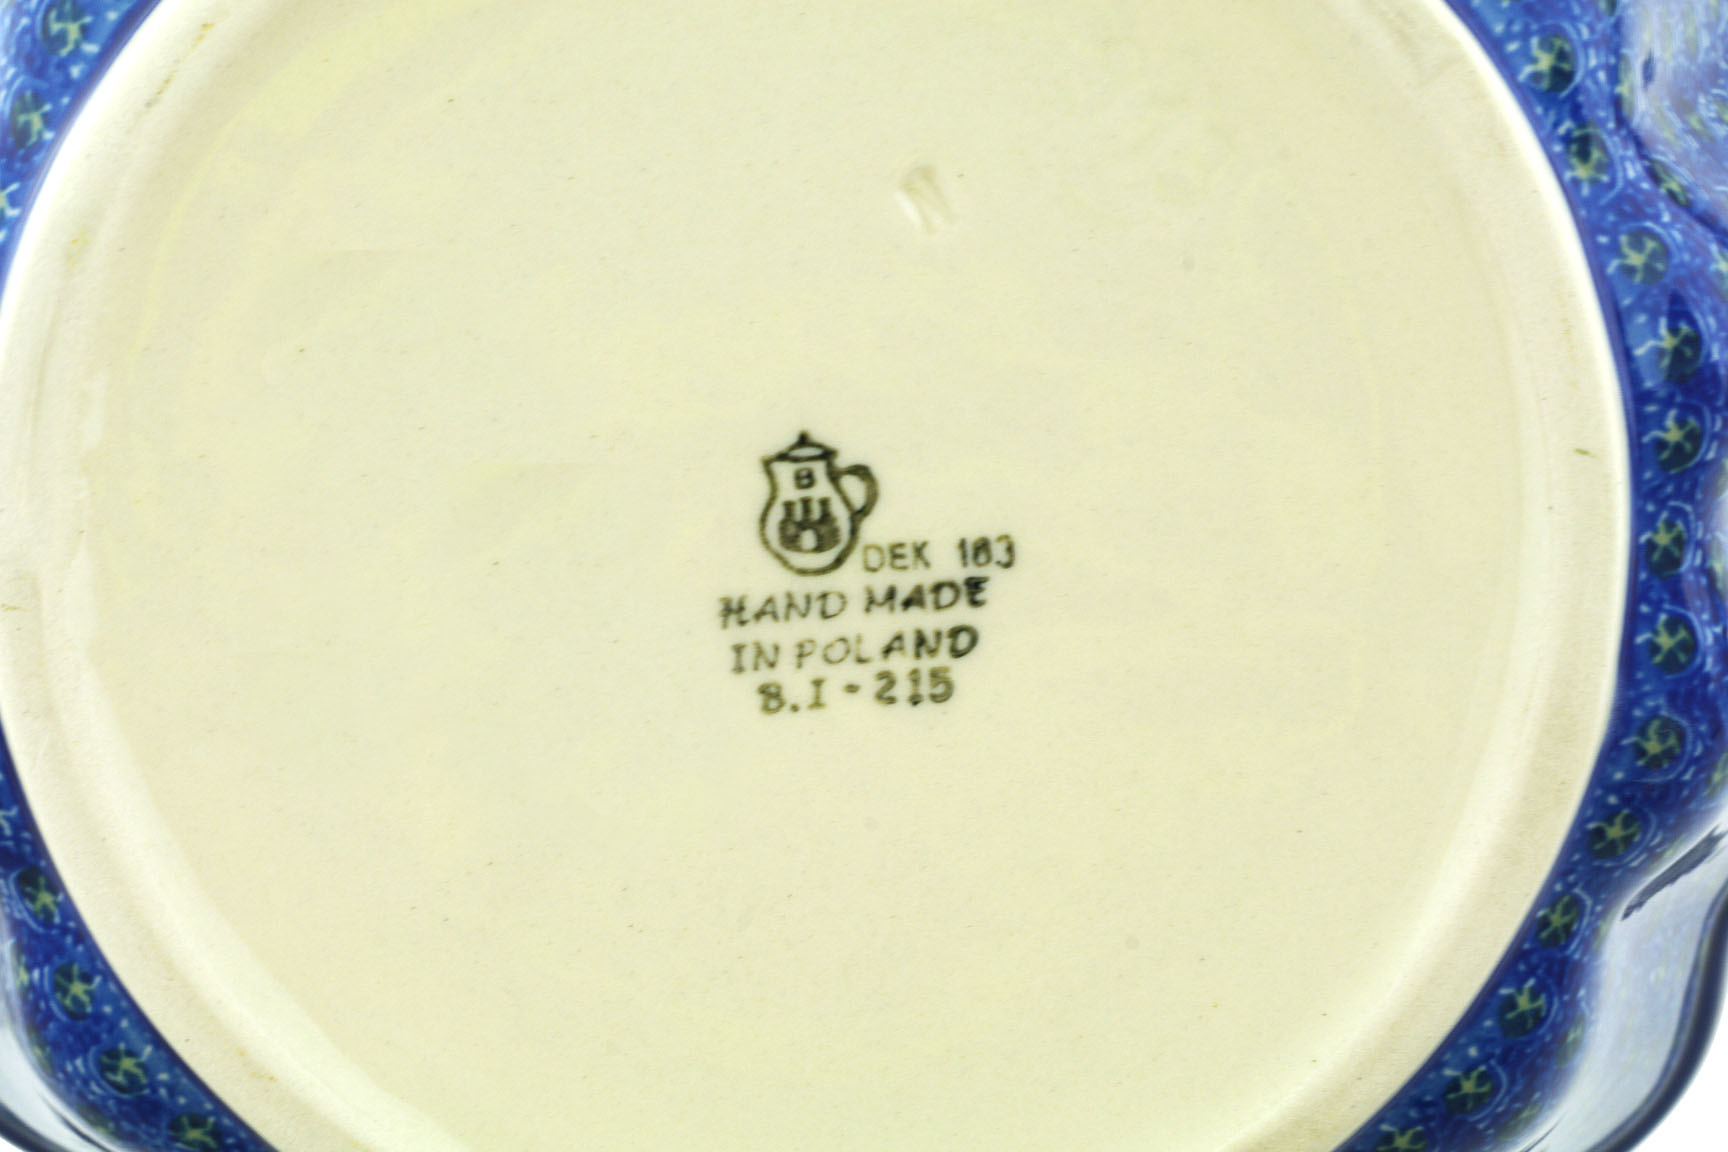 N
B
DEK 183
HAND MADE
IN POLAND
B.I - 215